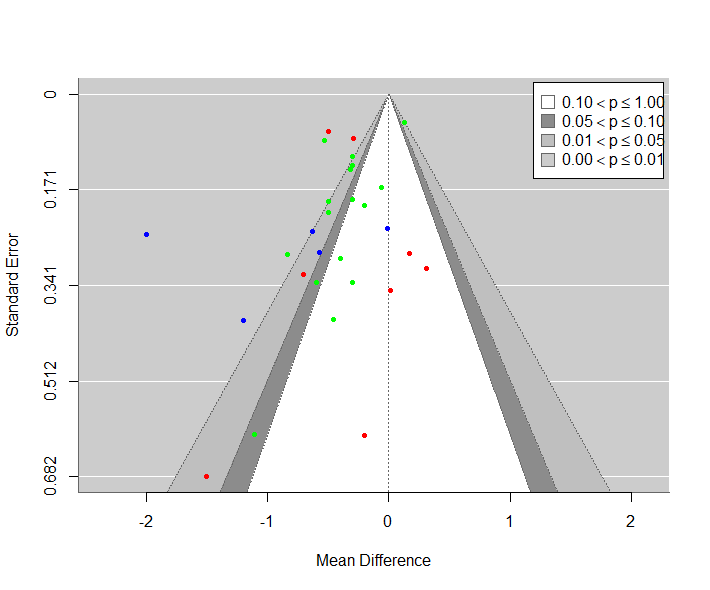 0.10 < p ≤ 1.00
0.05 < p ≤ 0.10
0.01 < p ≤ 0.05
0.00 < p ≤ 0.01
Standard Error
0
0.171
0.341
0.512
0.682
-2
-1
0
1
2
Mean Difference